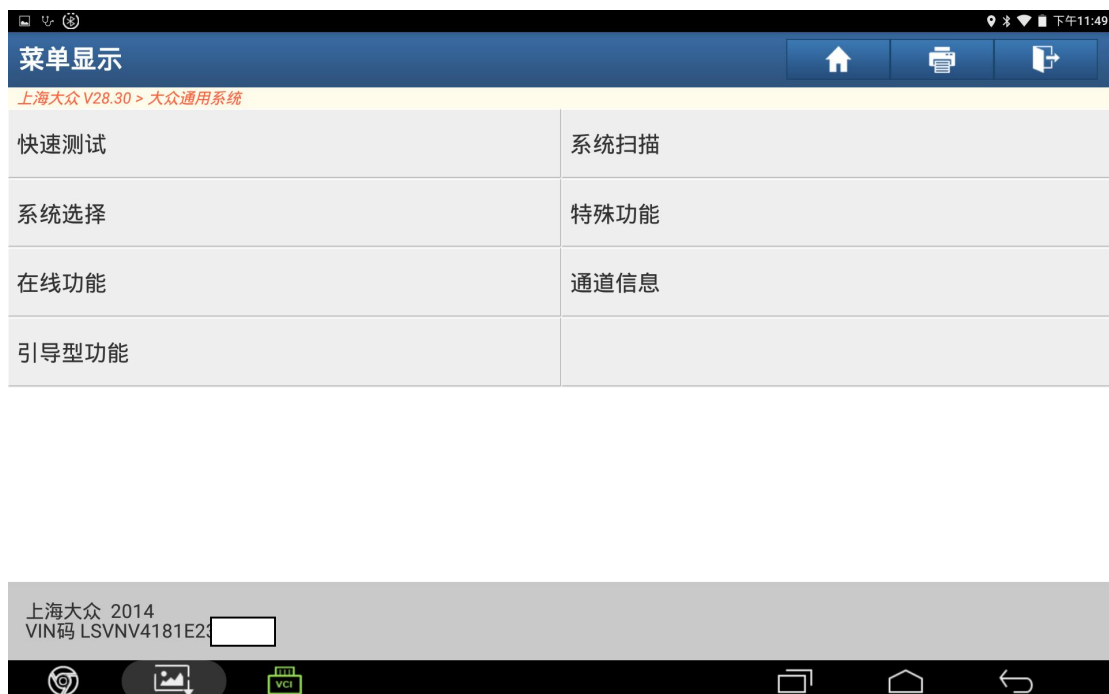 下午11:49
菜单显示
上海大众 V28.30 > 大众通用系统
快速测试
系统扫描
系统选择
特殊功能
在线功能
通道信息
引导型功能
上海大众 2014
VIN码 LSVNV4181E2
VCI